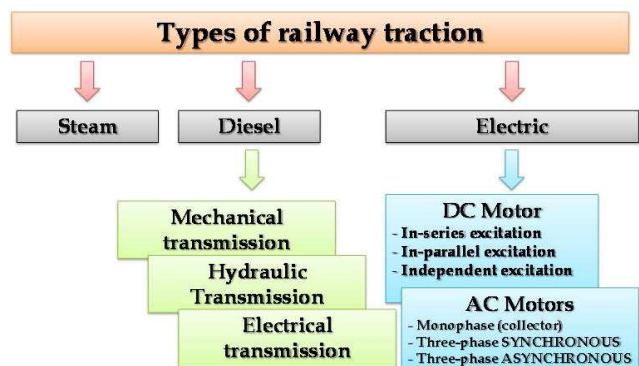 Types of railway traction
Steam
Diesel
Electric
Mechanical
transmission
Hydraulic
Transmission
Electrical
transmission
DC Motor
- In-series excitation
- In-parallel excitation
- Independent excitation
AC Motors
- Monophase (collector)
- Three-phase SYNCHRONOUS
- Three-phase ASYNCHRONOUS